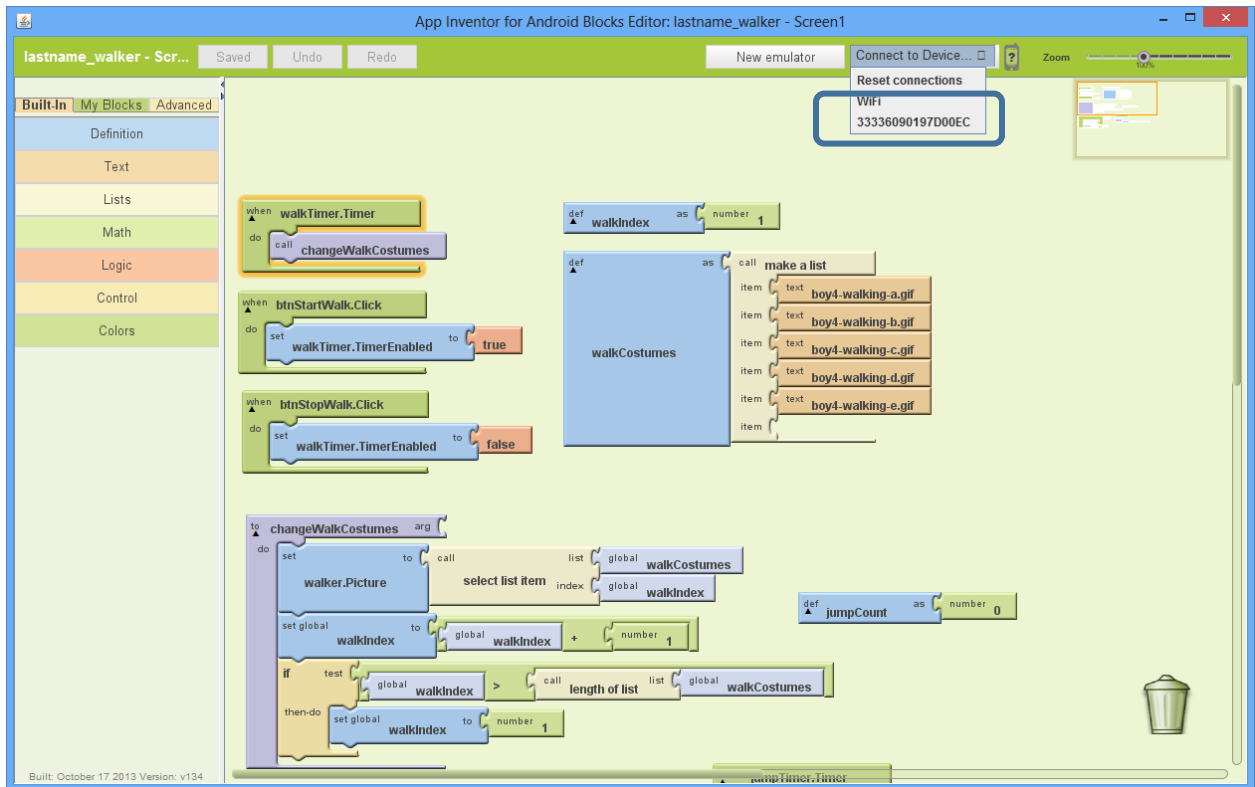 App Inventor for Android Blocks Editor: lastname_walker - Screen1
lastname_walker - Scr... Saved Undo Redo New emulator Connect to Device... ? Zoom 100%
Reset connections
WiFi
33336090197D00EC
Built-In My Blocks Advanced
Definition
Text
Lists
Math
Logic
Control
Colors
when walkTimer.Timer
do call changeWalkCostumes
when btnStartWalk.Click
do set walkTimer.TimerEnabled to true
when btnStopWalk.Click
do set walkTimer.TimerEnabled to false
def walkIndex as number 1
def walkCostumes as call make a list
item text boy4-walking-a.gif
item text boy4-walking-b.gif
item text boy4-walking-c.gif
item text boy4-walking-d.gif
item text boy4-walking-e.gif
item
to changeWalkCostumes arg
do set walker.Picture to call select list item list global walkCostumes
index global walkIndex
set global walkIndex to global walkIndex + number 1
if test global walkIndex > call length of list list global walkCostumes
then-do set global walkIndex to number 1
def jumpCount as number 0
jumpTimer.Timer
Built: October 17 2013 Version: v134